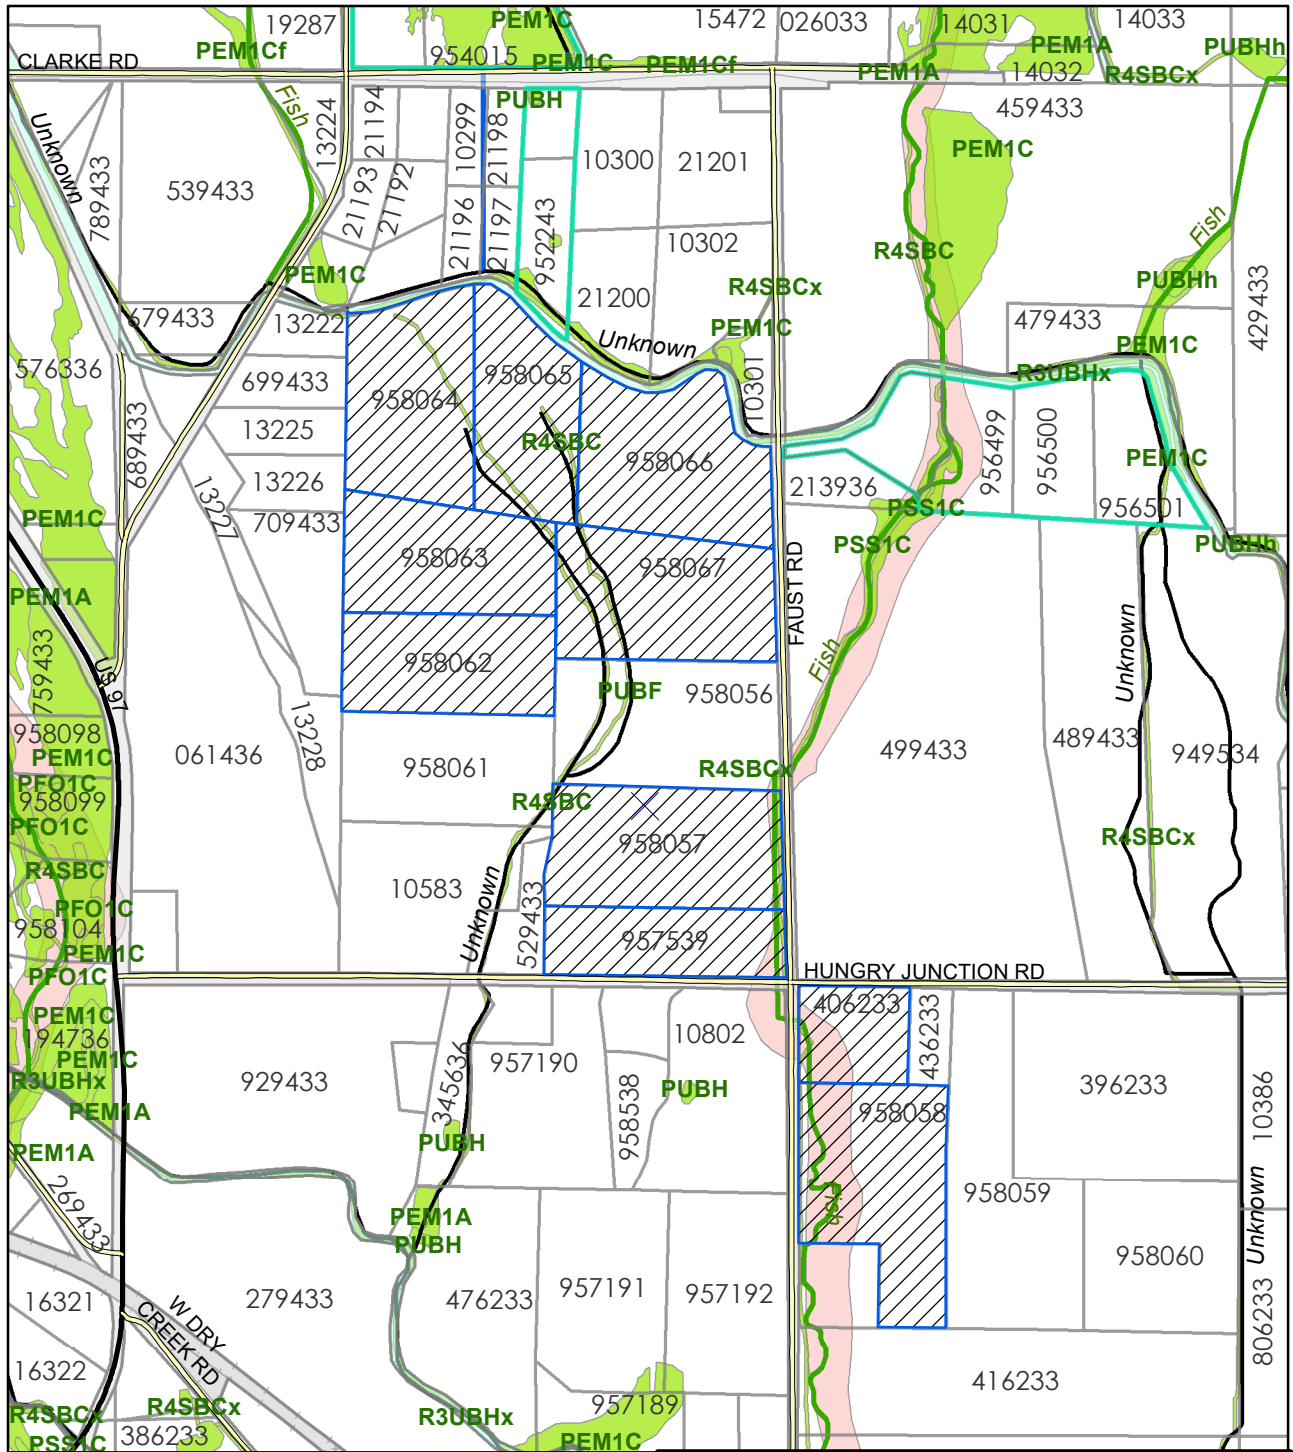 19287
PEM1C
15472
026033
14031
14033
PEM1Cf
954015
PEM1C
PEM1Cf
PEM1A
PEM1A
14032
PUBHh
R4SBCx
CLARKE RD
Fish
13224
21194
10299
PUBH
21198
459433
Unknown
789433
539433
21193
21192
21196
21197
952243
10300
21201
PEM1C
10302
R4SBC
Fish
PUBHh
PEM1C
21200
R4SBCx
PEM1C
679433
13222
Unknown
479433
429433
PEM1C
576336
699433
958064
958065
R3UBHx
10301
689433
13225
R4SBC
958066
956499
956500
PEM1C
13226
13227
213936
956501
PEM1C
709433
PSS1C
PSS1C
PUBHh
958063
958067
PEM1A
FAUST RD
759433
US 97
958062
Fish
Unknown
PUBF
958056
958098
PEM1C
13228
061436
958061
499433
489433
949534
R4SBCx
PFO1C
958099
R4SBC
PFO1C
958057
R4SBCx
R4SBC
10583
529433
PFO1C
958104
Unknown
957539
PEM1C
PFO1C
HUNGRY JUNCTION RD
PEM1C
194736
406233
436233
10802
PEM1C
957190
345636
R3UBHx
929433
958538
PUBH
396233
10386
PEM1A
958058
PUBH
PEM1A
269433
Fish
958059
PEM1A
Unknown
PUBH
958060
16321
279433
476233
957191
957192
W DRY
CREEK RD
806233
16322
416233
R4SBCx
R4SBCx
R3UBHx
957189
PSS1C
386233
PEM1C